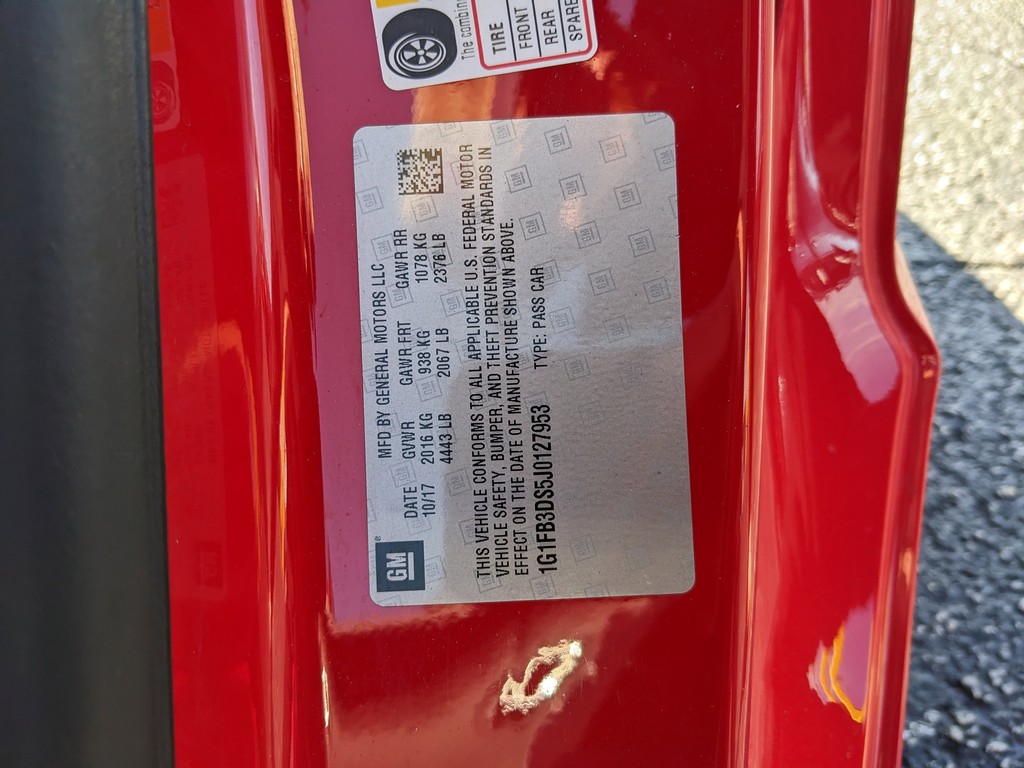 The combin
TIRE
FRONT
REAR
SPARE
GM®
MFD BY GENERAL MOTORS LLC
DATE GVWR GAWR FRT GAWR RR
10/17 2016 KG 938 KG 1078 KG
4443 LB 2067 LB 2376 LB
THIS VEHICLE CONFORMS TO ALL APPLICABLE U.S. FEDERAL MOTOR
VEHICLE SAFETY, BUMPER, AND THEFT PREVENTION STANDARDS IN
EFFECT ON THE DATE OF MANUFACTURE SHOWN ABOVE.
1G1FB3DS5J0127953 TYPE: PASS CAR